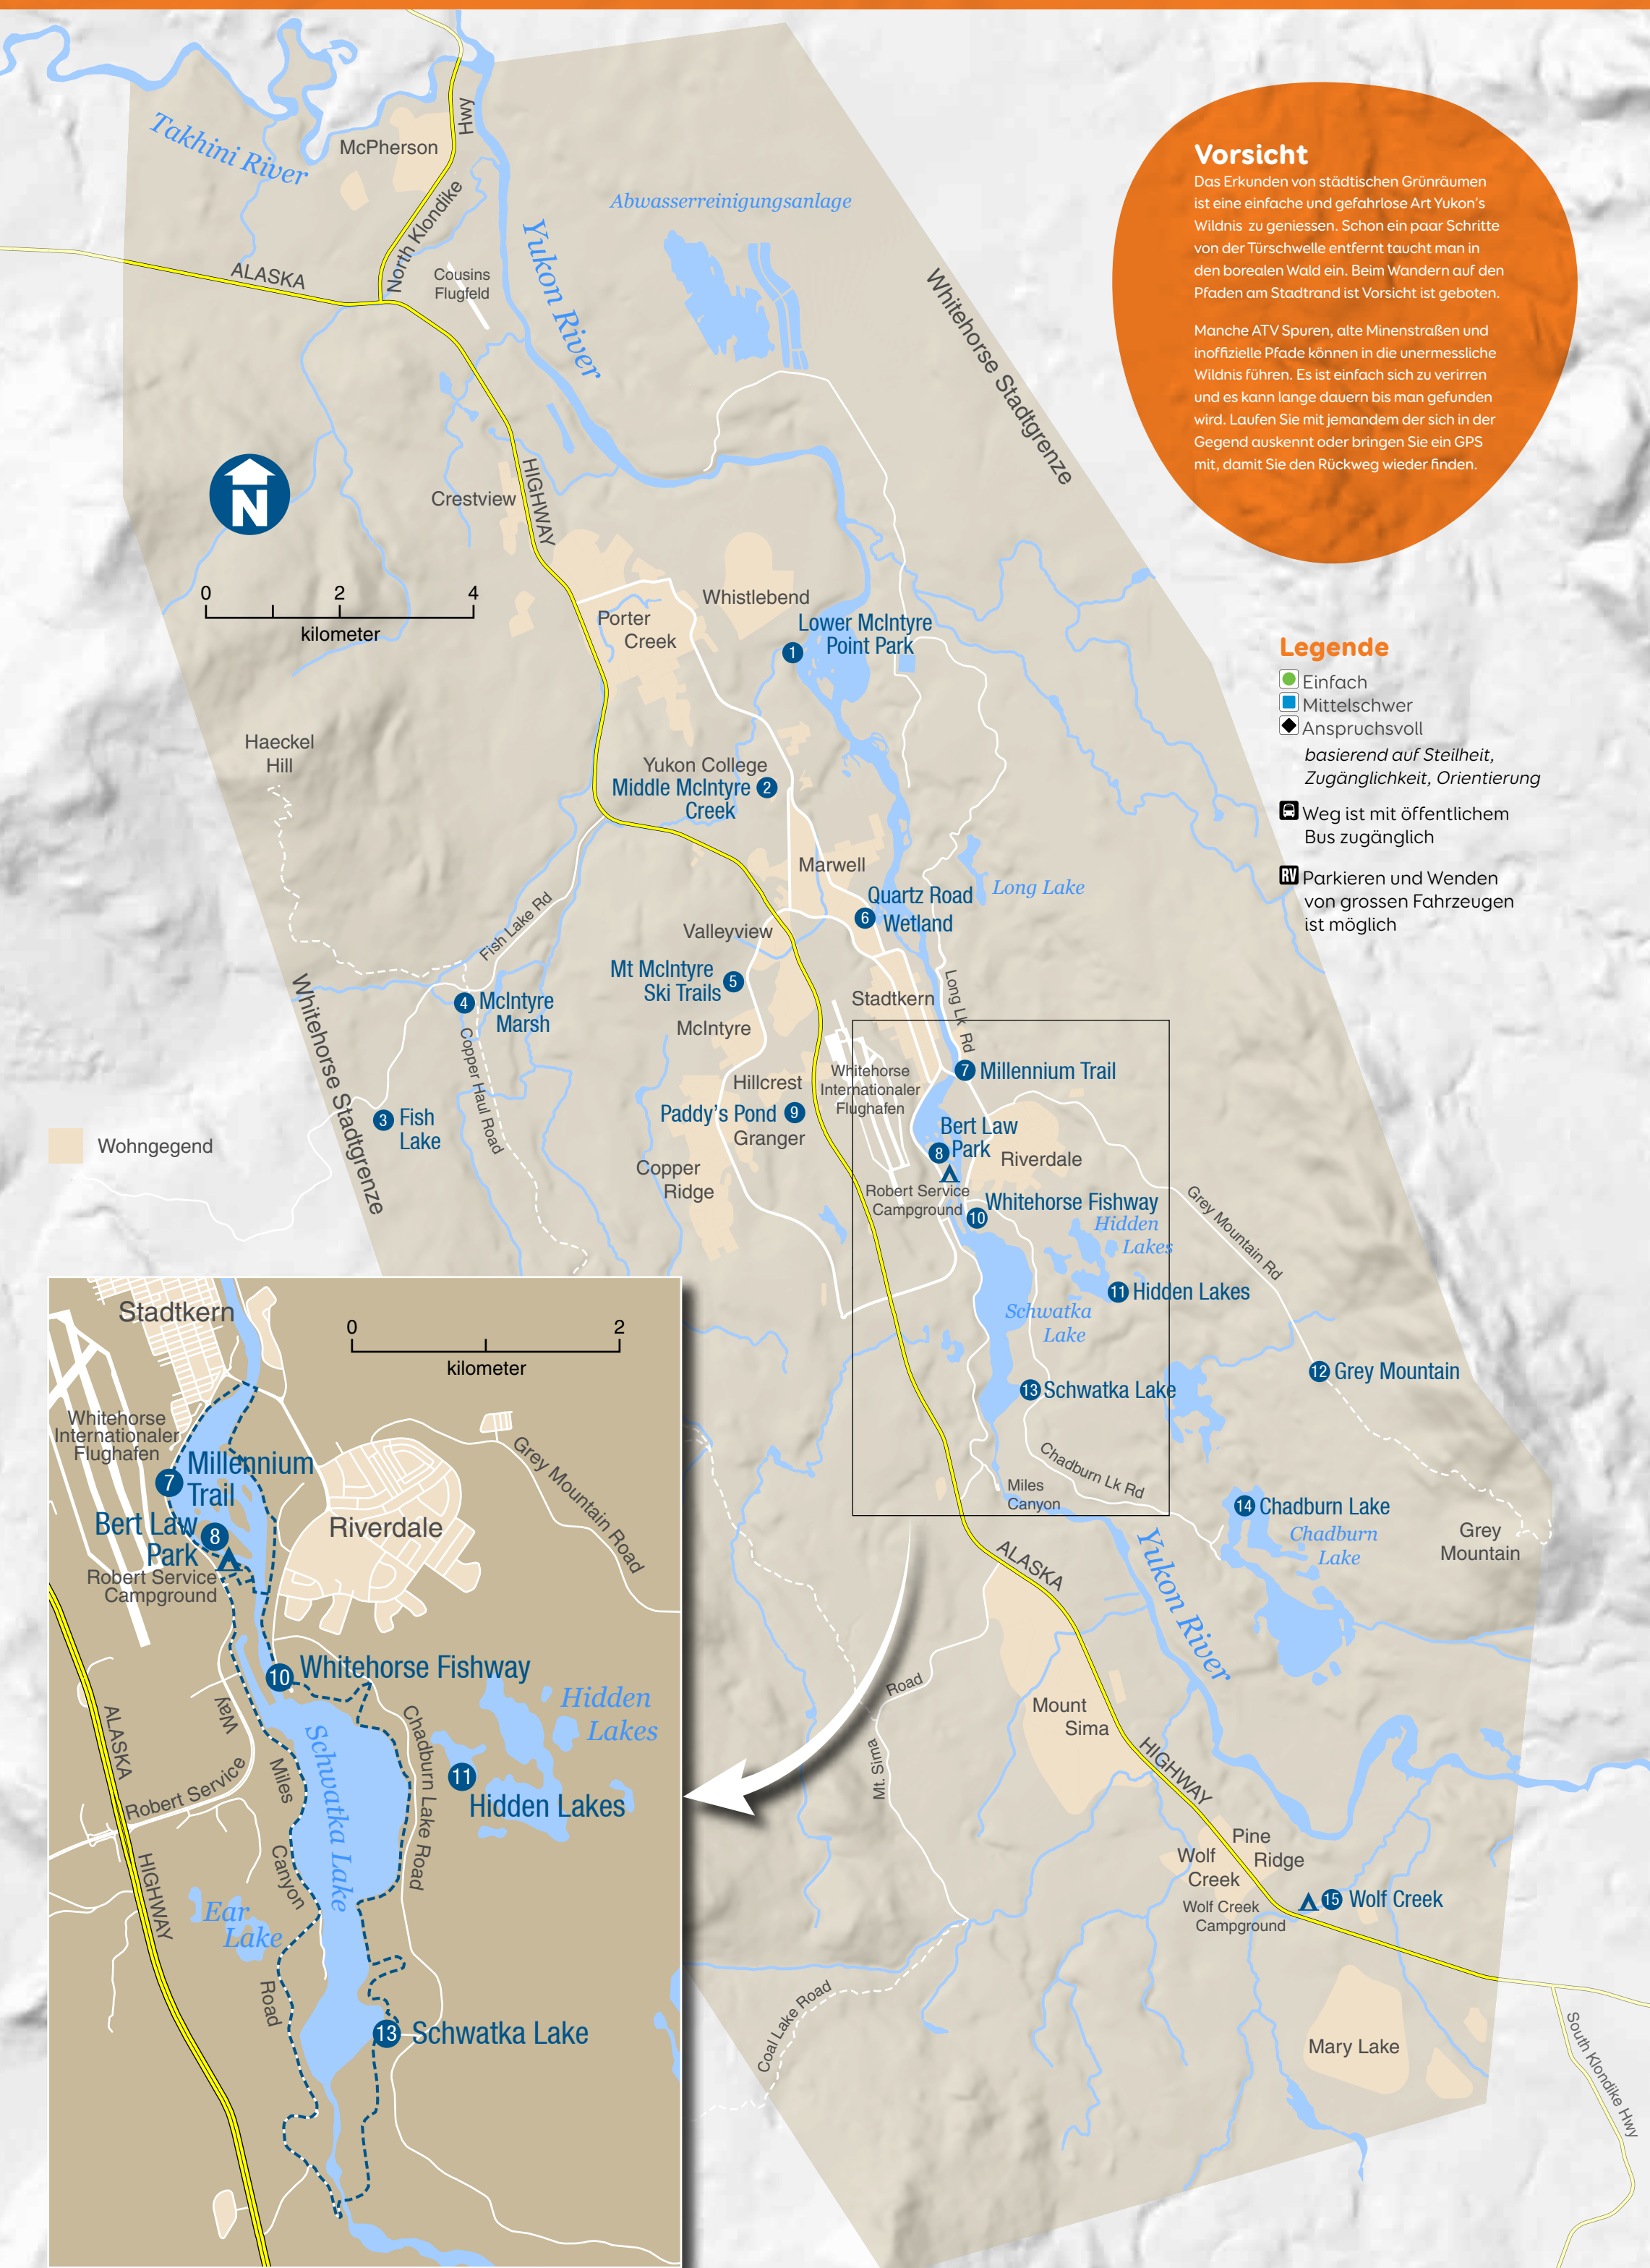 Takhini River
McPherson
Hwy
North Klondike
ALASKA
Cousins
Flugfeld
Yukon River
Abwasserreinigungsanlage
Whitehorse Stadtgrenze
Vorsicht
Das Erkunden von städtischen Grünräumen
ist eine einfache und gefahrlose Art Yukon's
Wildnis zu geniessen. Schon ein paar Schritte
von der Türschwelle entfernt taucht man in
den borealen Wald ein. Beim Wandern auf den
Pfaden am Stadtrand ist Vorsicht ist geboten.
Manche ATV Spuren, alte Minenstraßen und
inoffizielle Pfade können in die unermessliche
Wildnis führen. Es ist einfach sich zu verirren
und es kann lange dauern bis man gefunden
wird. Laufen Sie mit jemandem der sich in der
Gegend auskennt oder bringen Sie ein GPS
mit, damit Sie den Rückweg wieder finden.
N
0 2 4
kilometer
Crestview
HIGHWAY
Porter
Creek
Whistlebend
1 Lower McIntyre
Point Park
Legende
Einfach
Mittelschwer
Anspruchsvoll
basierend auf Steilheit,
Zugänglichkeit, Orientierung
Weg ist mit öffentlichem
Bus zugänglich
RV Parkieren und Wenden
von grossen Fahrzeugen
ist möglich
Haeckel
Hill
Yukon College
Middle McIntyre 2
Creek
Marwell
Quartz Road
6 Wetland
Long Lake
Fish Lake Rd
Valleyview
Mt McIntyre
Ski Trails 5
4 McIntyre
Marsh
McIntyre
Stadtkern
Long Lk Rd
Copper Haul Road
Whitehorse Stadtgrenze
Whitehorse
Internationaler
Flughafen
7 Millennium Trail
Hillcrest
Paddy's Pond 9
Granger
3 Fish
Lake
Wohngegend
Bert Law
8 Park
Riverdale
Copper
Ridge
Robert Service
Campground
Whitehorse Fishway
10
Hidden
Lakes
Grey Mountain Rd
11 Hidden Lakes
Schwatka
Lake
12 Grey Mountain
13 Schwatka Lake
Chadburn Lk Rd
Miles
Canyon
14 Chadburn Lake
Chadburn
Lake
Grey
Mountain
ALASKA
Yukon River
Mt. Sima Road
Mount
Sima
HIGHWAY
Pine
Ridge
Wolf
Creek
Wolf Creek
Campground
15 Wolf Creek
Coal Lake Road
Mary Lake
South Klondike Hwy
Stadtkern
0 2
kilometer
Whitehorse
Internationaler
Flughafen
7 Millennium
Trail
Bert Law
Park 8
Robert Service
Campground
Riverdale
Grey Mountain Road
10 Whitehorse Fishway
Hidden
Lakes
11
Hidden Lakes
Chadburn Lake Road
Schwatka Lake
Robert Service Way
Miles Canyon Road
ALASKA
HIGHWAY
Ear
Lake
13 Schwatka Lake